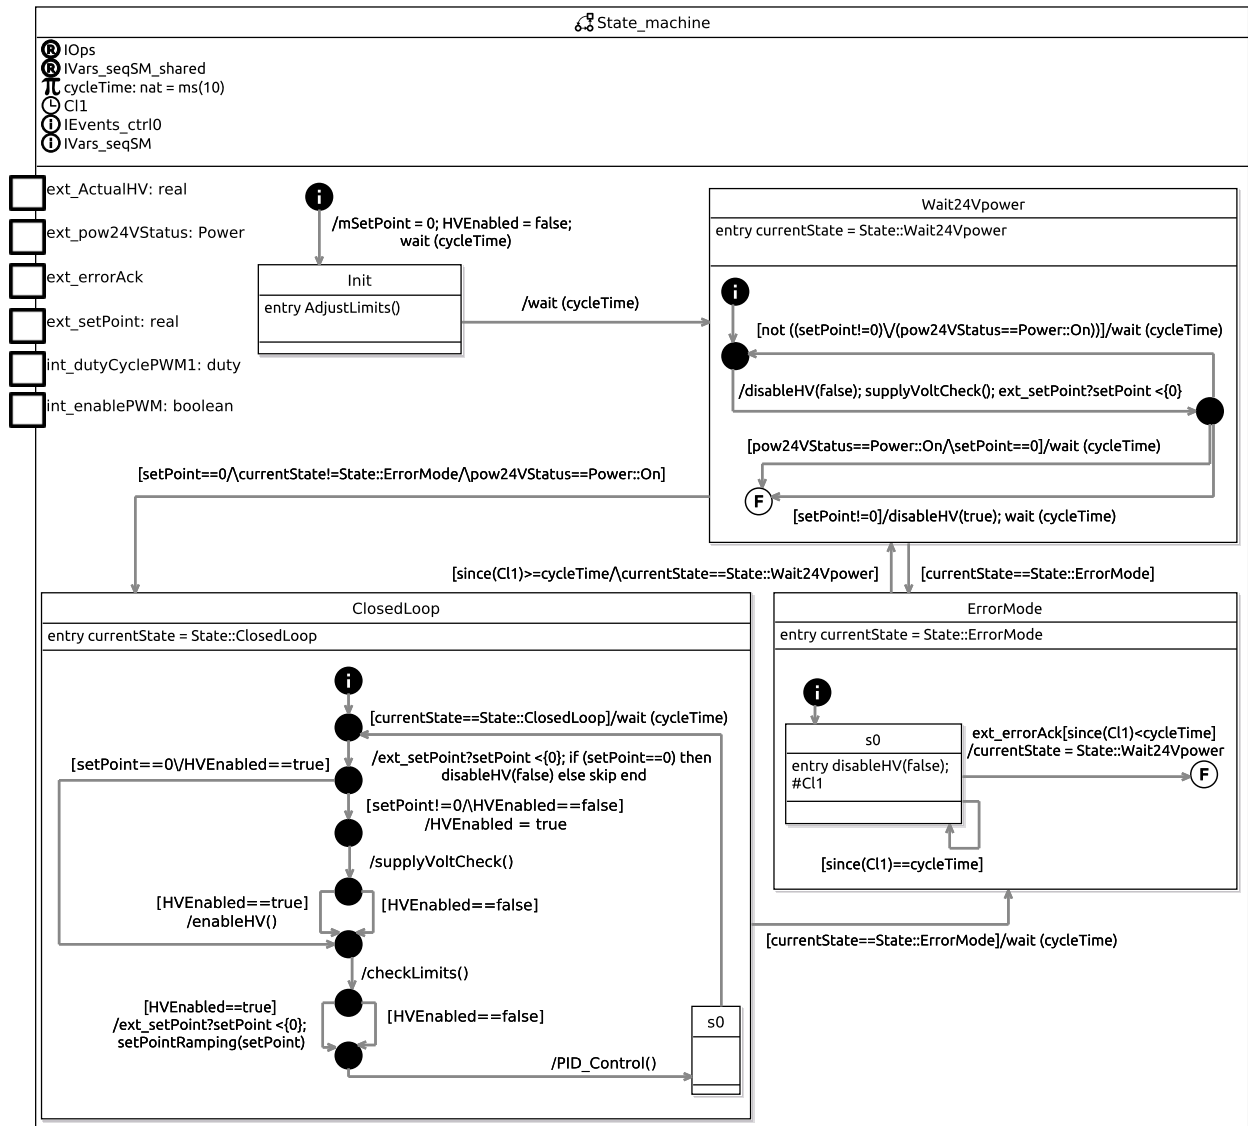 State_machine
R IOps
R IVars_seqSM_shared
π cycleTime: nat = ms(10)
Cl1
i IEvents_ctrl0
i IVars_seqSM
ext_ActualHV: real
ext_pow24VStatus: Power
ext_errorAck
ext_setPoint: real
int_dutyCyclePWM1: duty
int_enablePWM: boolean
i
/mSetPoint = 0; HVEnabled = false;
wait (cycleTime)
Init
entry AdjustLimits()
/wait (cycleTime)
Wait24Vpower
entry currentState = State::Wait24Vpower
i
[not ((setPoint!=0)\/(pow24VStatus==Power::On))]/wait (cycleTime)
/disableHV(false); supplyVoltCheck(); ext_setPoint?setPoint <{0}
[pow24VStatus==Power::On/\setPoint==0]/wait (cycleTime)
F
[setPoint!=0]/disableHV(true); wait (cycleTime)
[setPoint==0/\currentState!=State::ErrorMode/\pow24VStatus==Power::On]
[since(Cl1)>=cycleTime/\currentState==State::Wait24Vpower]
[currentState==State::ErrorMode]
ClosedLoop
entry currentState = State::ClosedLoop
i
[currentState==State::ClosedLoop]/wait (cycleTime)
/ext_setPoint?setPoint <{0}; if (setPoint==0) then
disableHV(false) else skip end
[setPoint==0\/HVEnabled==true]
[setPoint!=0/\HVEnabled==false]
/HVEnabled = true
/supplyVoltCheck()
[HVEnabled==true]
/enableHV()
[HVEnabled==false]
/checkLimits()
[HVEnabled==true]
/ext_setPoint?setPoint <{0};
setPointRamping(setPoint)
[HVEnabled==false]
/PID_Control()
s0
ErrorMode
entry currentState = State::ErrorMode
i
s0
entry disableHV(false);
#Cl1
ext_errorAck[since(Cl1)<cycleTime]
/currentState = State::Wait24Vpower
F
[since(Cl1)==cycleTime]
[currentState==State::ErrorMode]/wait (cycleTime)